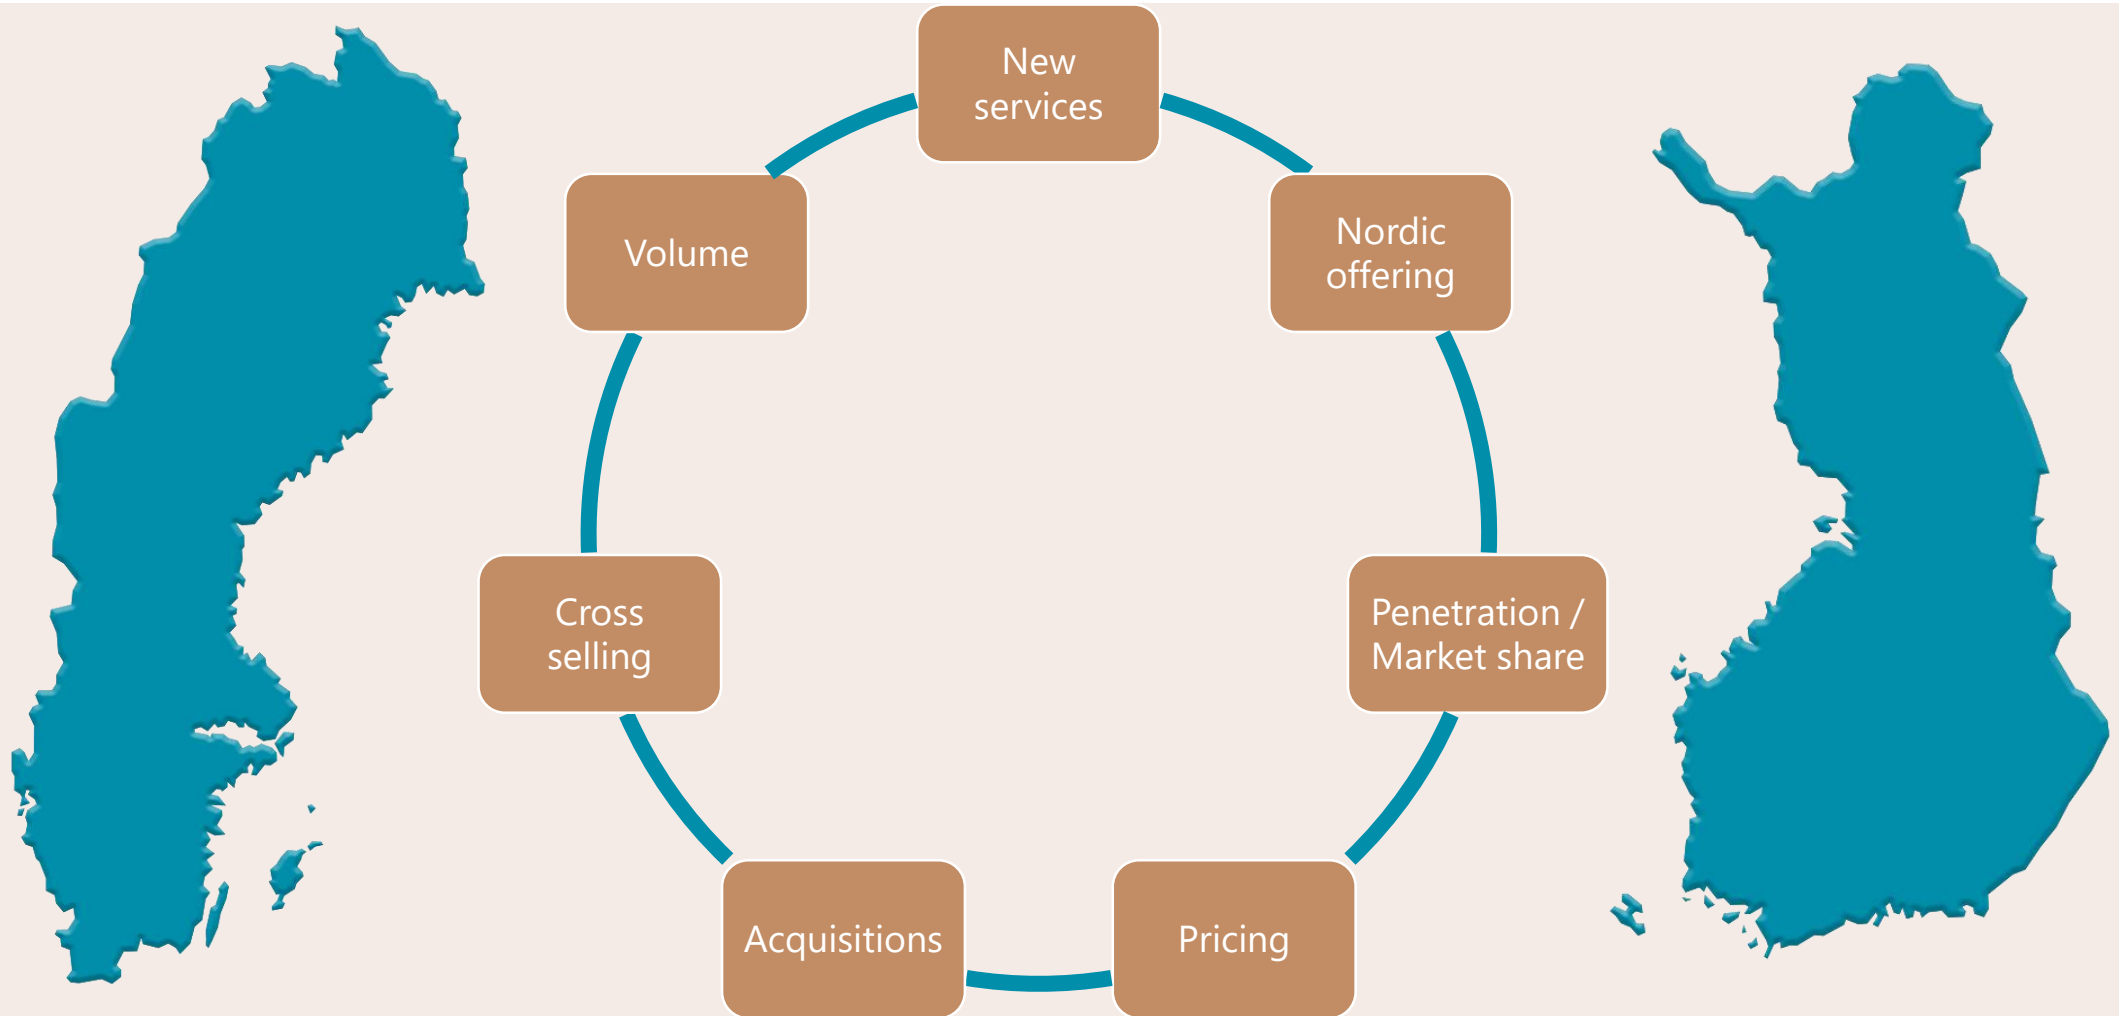 New
services
Volume
Nordic
offering
Cross
selling
Penetration /
Market share
Acquisitions
Pricing